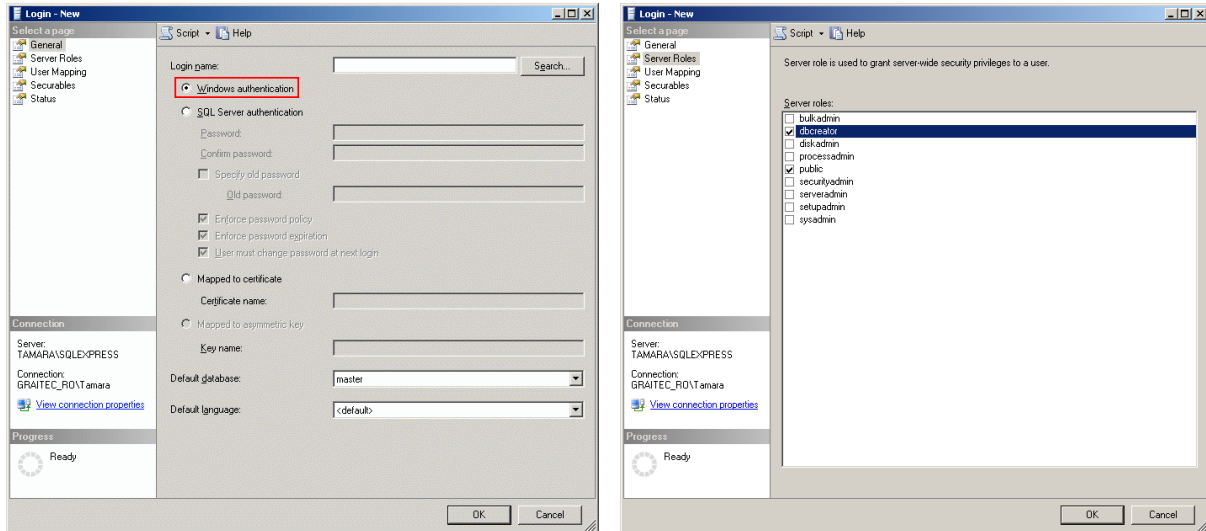 Login - New
Select a page
General
Server Roles
User Mapping
Securables
Status
Script Help
Login name:
Search...
Windows authentication
SQL Server authentication
Password:
Confirm password:
Specify old password
Old password:
Enforce password policy
Enforce password expiration
User must change password at next login
Mapped to certificate
Certificate name:
Mapped to asymmetric key
Key name:
Default database:
master
Default language:
<default>
Connection
Server:
TAMARA\SQLEXPRESS
Connection:
GRAITEC_RO\Tamara
View connection properties
Progress
Ready
OK Cancel
Login - New
Select a page
General
Server Roles
User Mapping
Securables
Status
Script Help
Server role is used to grant server-wide security privileges to a user.
Server roles:
bulkadmin
dbcreator
diskadmin
processadmin
public
securityadmin
serveradmin
setupadmin
sysadmin
Connection
Server:
TAMARA\SQLEXPRESS
Connection:
GRAITEC_RO\Tamara
View connection properties
Progress
Ready
OK Cancel